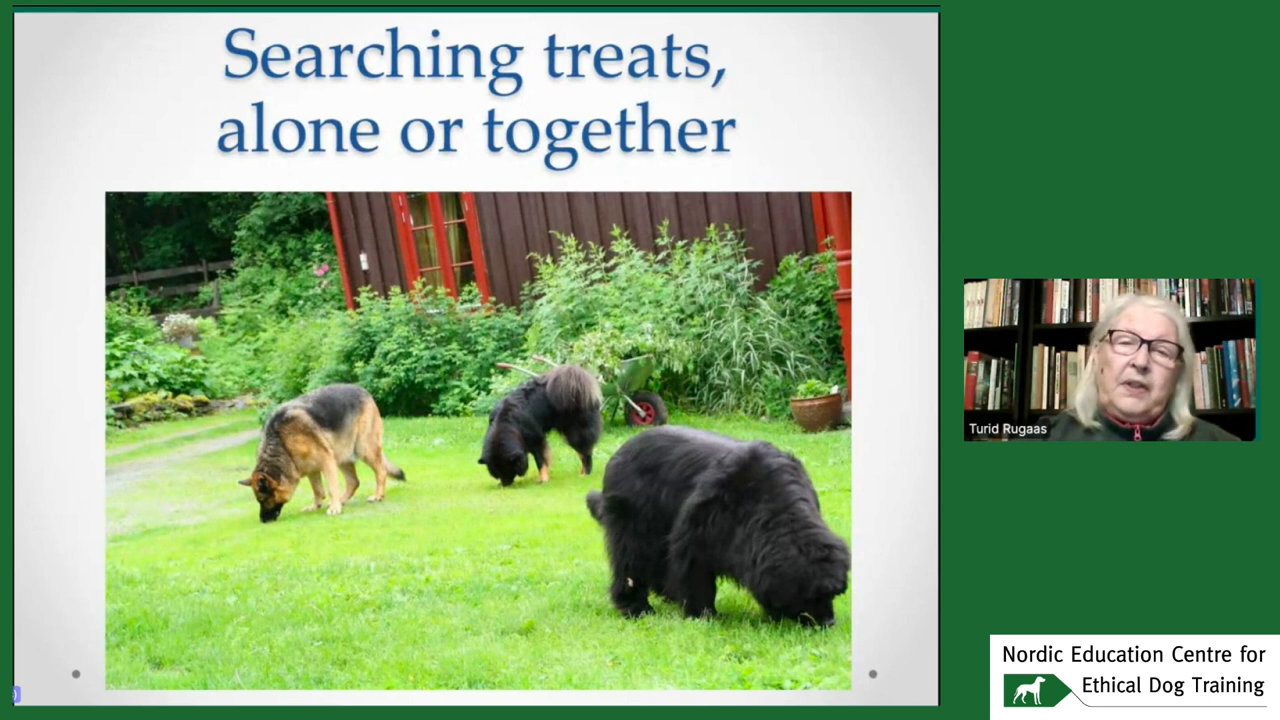 Searching treats,
alone or together
Turid Rugaas
Nordic Education Centre for
Ethical Dog Training